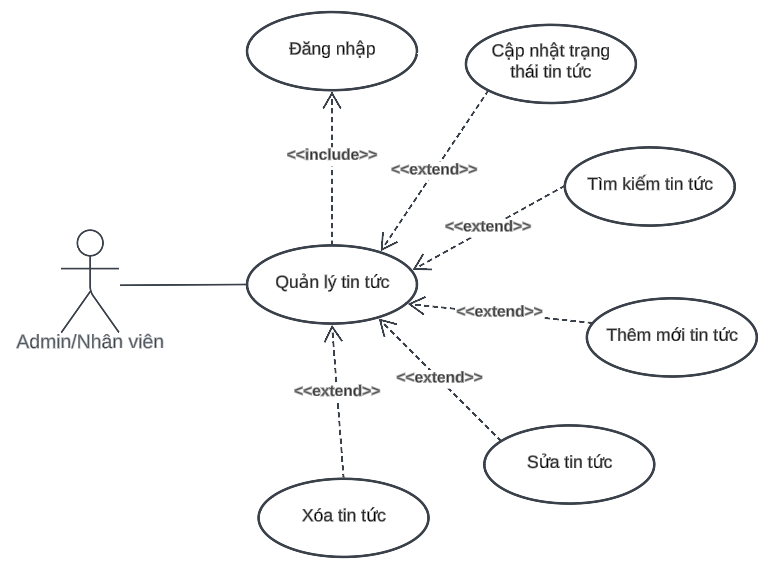 Đăng nhập
Cập nhật trạng
thái tin tức
<<include>>
<<extend>>
Tìm kiếm tin tức
<<extend>>
Quản lý tin tức
<<extend>>
Thêm mới tin tức
Admin/Nhân viên
<<extend>>
<<extend>>
Sửa tin tức
Xóa tin tức